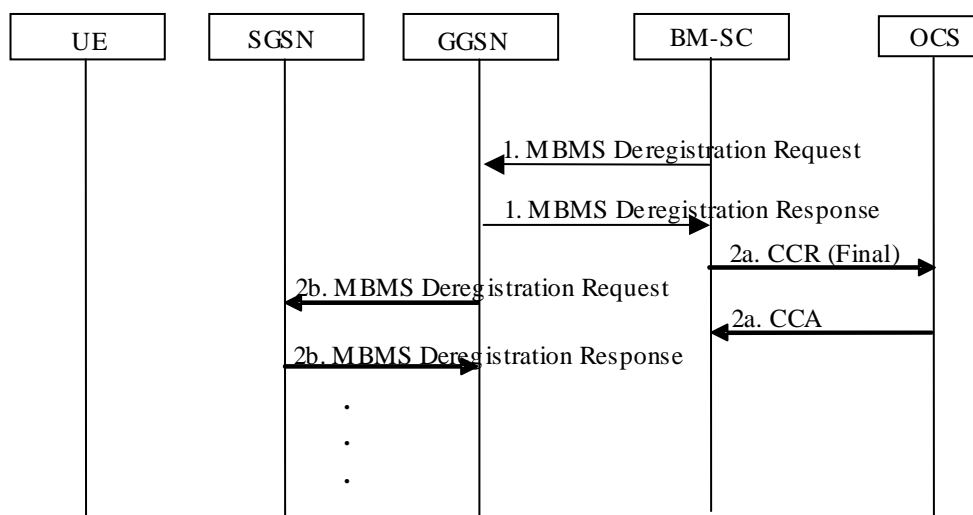 UE
SGSN
GGSN
BM-SC
OCS
1. MBMS Deregistration Request
1. MBMS Deregistration Response
2a. CCR (Final)
2b. MBMS Deregistration Request
2a. CCA
2b. MBMS Deregistration Response
.
.
.